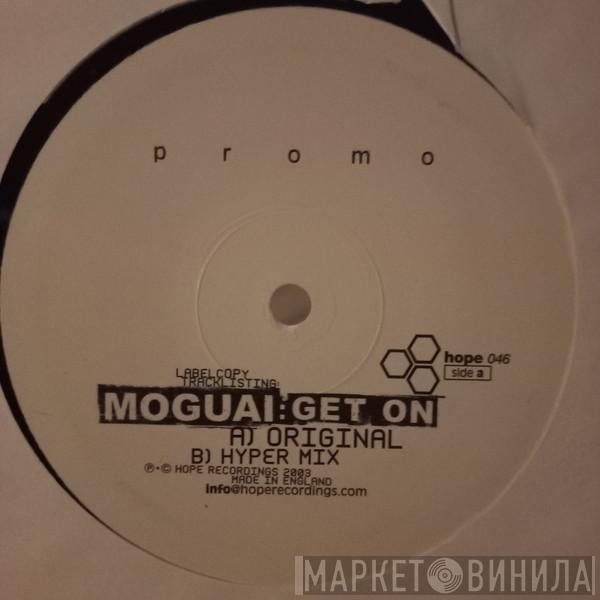 promo
hope 046
side a
LABELCOPY
TRACKLISTING:
MOGUAI:GET ON
A) ORIGINAL
B) HYPER MIX
℗•© HOPE RECORDINGS 2003
MADE IN ENGLAND
Info@hoperecordings.com
МАРКЕТ ВИНИЛА